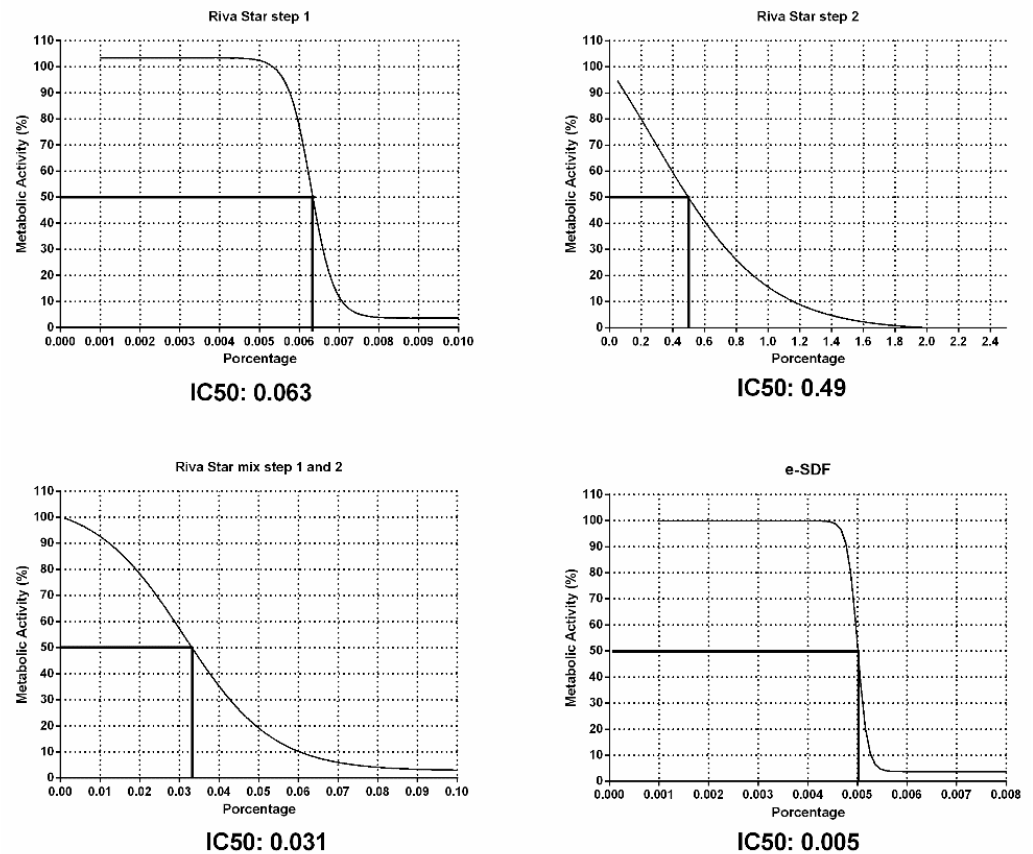 Riva Star step 1
Metabolic Activity (%)
110
100
90
80
70
60
50
40
30
20
10
0
0.000 0.001 0.002 0.003 0.004 0.005 0.006 0.007 0.008 0.009 0.010
Porcentage
IC50: 0.063
Riva Star step 2
Metabolic Activity (%)
110
100
90
80
70
60
50
40
30
20
10
0
0.0 0.2 0.4 0.6 0.8 1.0 1.2 1.4 1.6 1.8 2.0 2.2 2.4
Porcentage
IC50: 0.49
Riva Star mix step 1 and 2
Metabolic Activity (%)
110
100
90
80
70
60
50
40
30
20
10
0
0.00 0.01 0.02 0.03 0.04 0.05 0.06 0.07 0.08 0.09 0.10
Porcentage
IC50: 0.031
e-SDF
Metabolic Activity (%)
110
100
90
80
70
60
50
40
30
20
10
0
0.000 0.001 0.002 0.003 0.004 0.005 0.006 0.007 0.008
Porcentage
IC50: 0.005